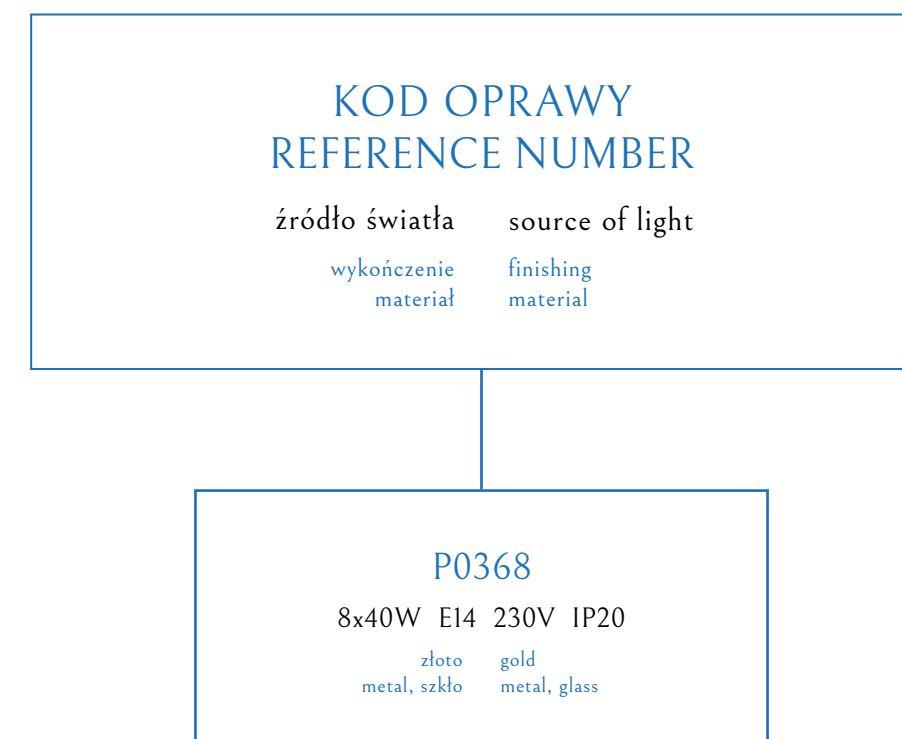 KOD OPRAWY
REFERENCE NUMBER
źródło światła source of light
wykończenie finishing
materiał material
P0368
8x40W E14 230V IP20
złoto gold
metal, szkło metal, glass